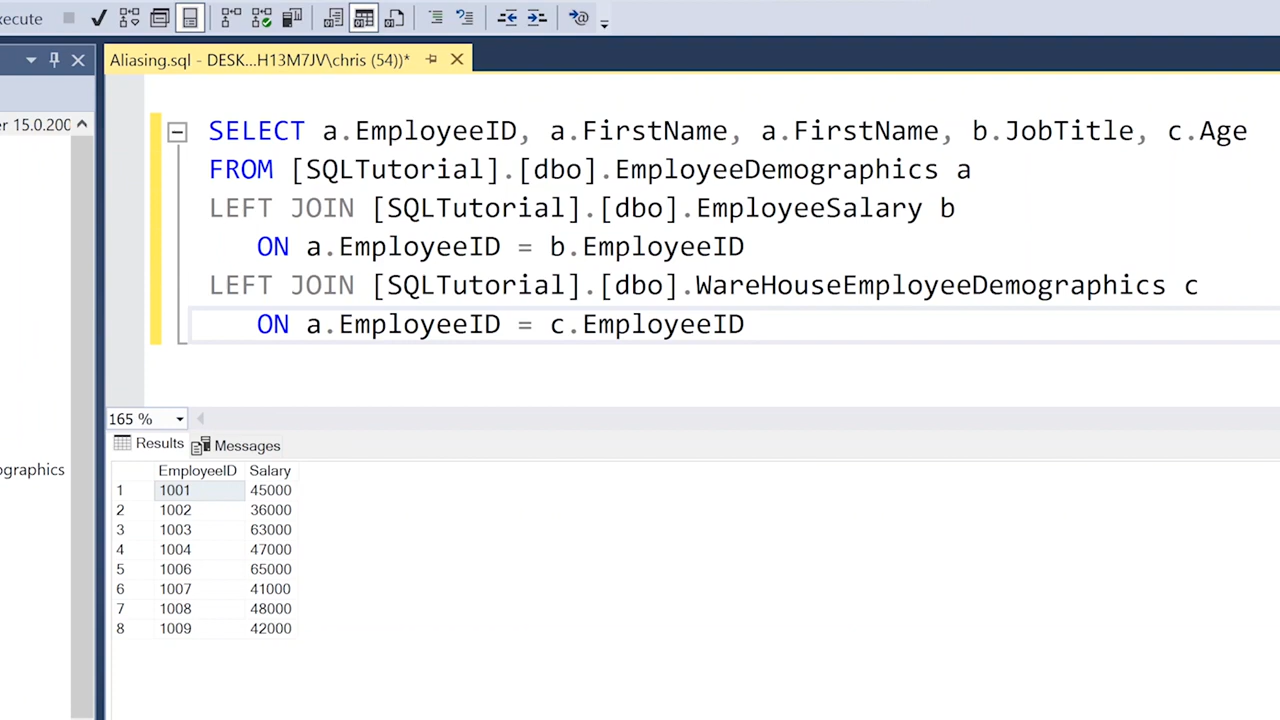 xecute
Aliasing.sql - DESK...H13M7JV\chris (54))*
er 15.0.200
SELECT a.EmployeeID, a.FirstName, a.FirstName, b.JobTitle, c.Age
FROM [SQLTutorial].[dbo].EmployeeDemographics a
LEFT JOIN [SQLTutorial].[dbo].EmployeeSalary b
ON a.EmployeeID = b.EmployeeID
LEFT JOIN [SQLTutorial].[dbo].WareHouseEmployeeDemographics c
ON a.EmployeeID = c.EmployeeID
165 %
Results Messages
ographics
EmployeeID Salary
1 1001 45000
2 1002 36000
3 1003 63000
4 1004 47000
5 1006 65000
6 1007 41000
7 1008 48000
8 1009 42000